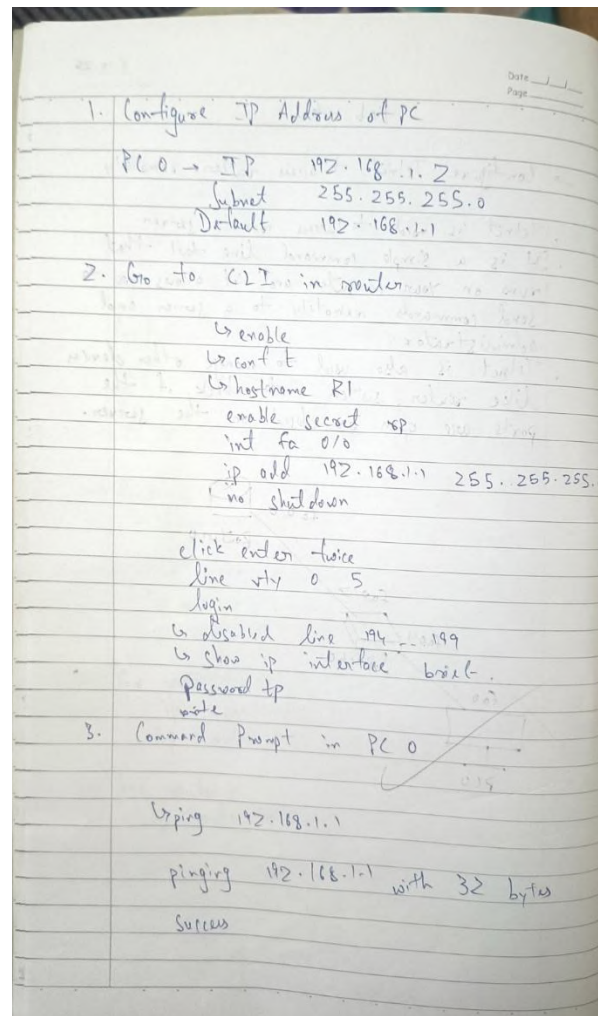 Date
Page
1. Configure IP Address of PC
PC 0 → IP 192.168.1.2
Subnet 255.255.255.0
Default 192.168.1.1
2. Go to CLI in router
↳ enable
↳ conf t
↳ hostname R1
enable secret rp
int fa 0/0
ip add 192.168.1.1 255.255.255.
no shutdown
click enter twice
line vty 0 5
login
↳ disabled line 194 -- 199
↳ show ip interface brief.
Password tp
3. Command Prompt in PC 0
↳ ping 192.168.1.1
pinging 192.168.1.1 with 32 bytes
Success